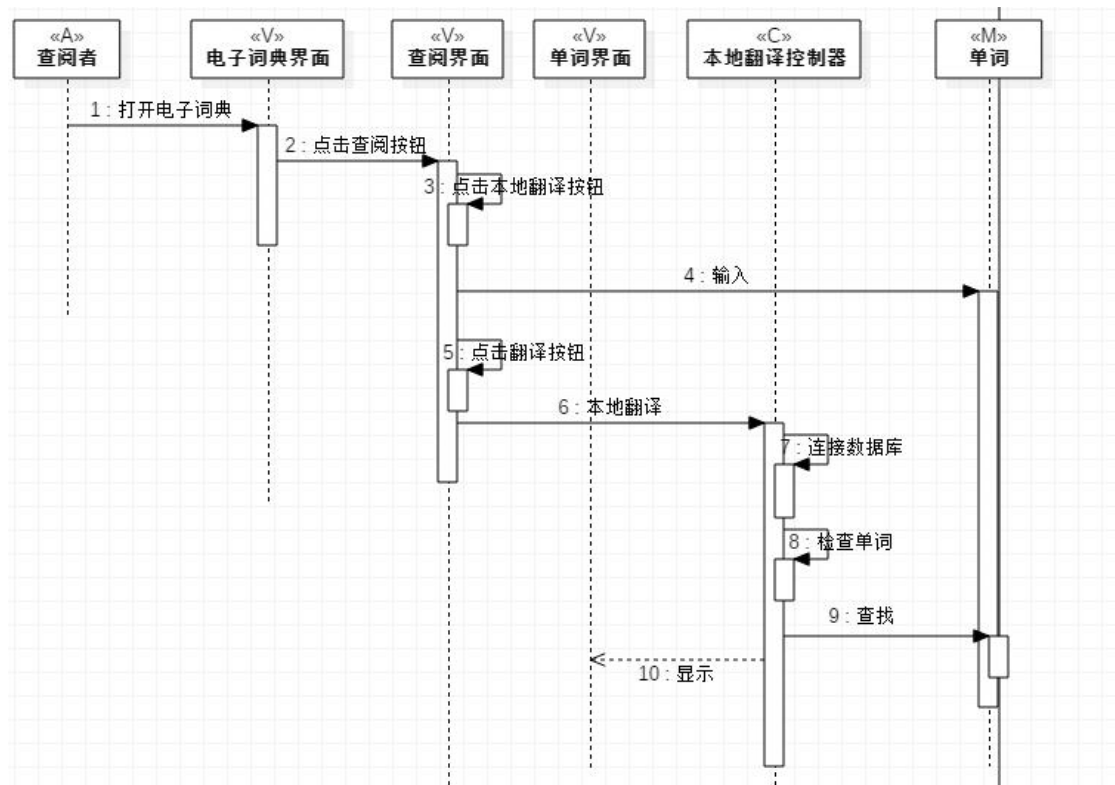 «A»
查阅者
«V»
电子词典界面
«V»
查阅界面
«V»
单词界面
«C»
本地翻译控制器
«M»
单词
1 : 打开电子词典
2 : 点击查阅按钮
3 : 点击本地翻译按钮
4 : 输入
5 : 点击翻译按钮
6 : 本地翻译
7 : 连接数据库
8 : 检查单词
9 : 查找
10 : 显示